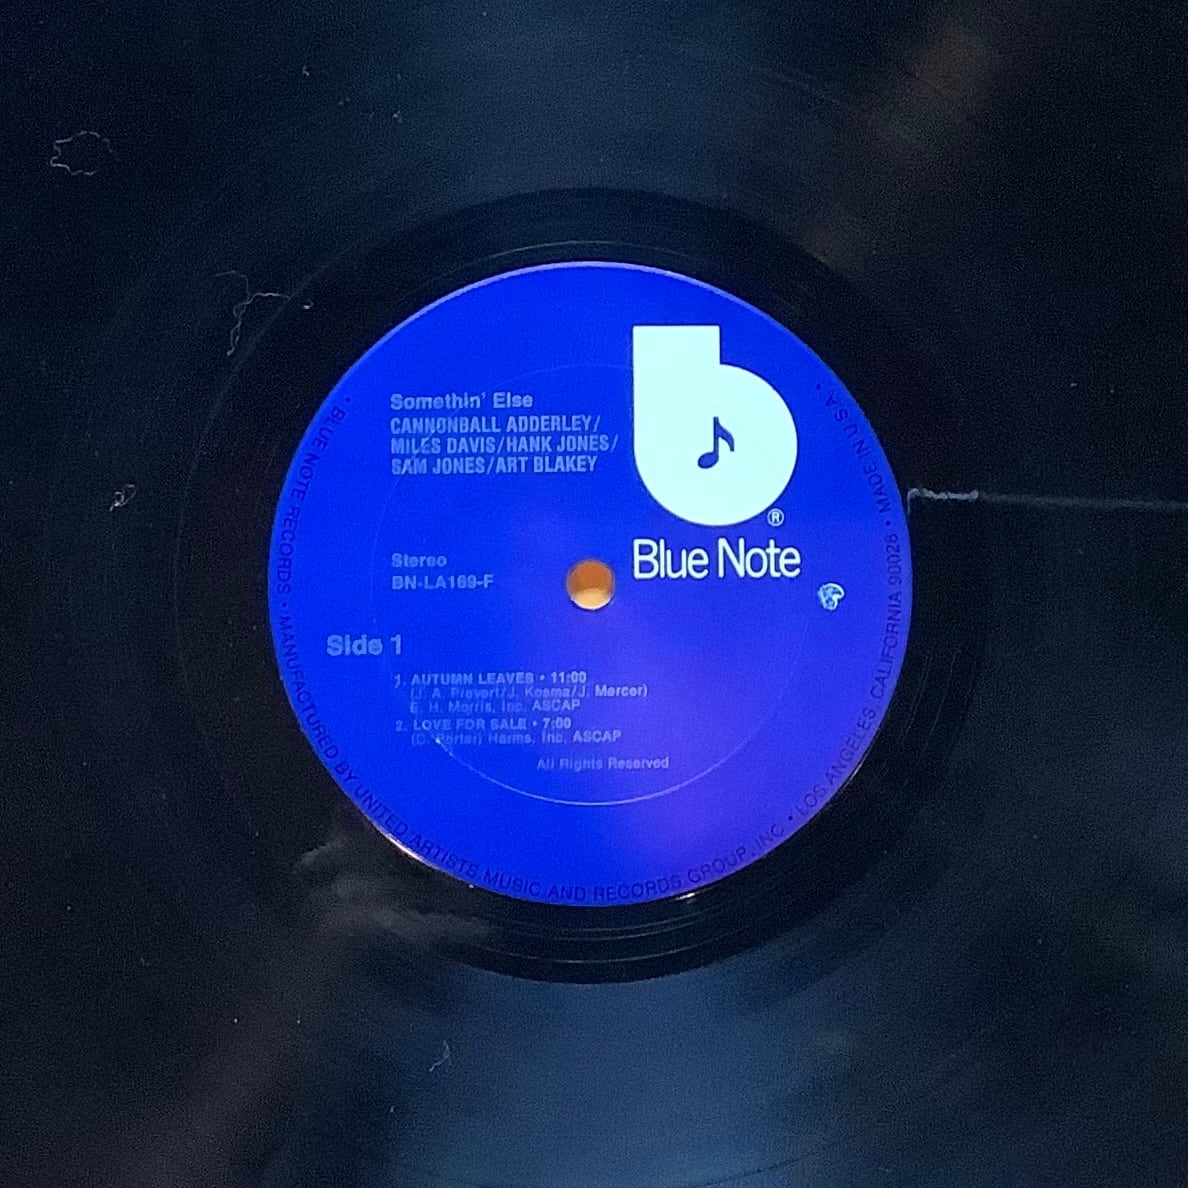 Somethin' Else
CANNONBALL ADDERLEY/
MILES DAVIS/HANK JONES/
SAM JONES/ART BLAKEY
®
Blue Note
Stereo
BN-LA169-F
Side 1
1. AUTUMN LEAVES • 11:00
(J. A. Prevert/J. Kosma/J. Mercer)
E. H. Morris, Inc. ASCAP
2. LOVE FOR SALE • 7:00
(C. Porter) Harms, Inc. ASCAP
All Rights Reserved
• BLUE NOTE RECORDS • MANUFACTURED BY UNITED ARTISTS MUSIC AND RECORDS GROUP, INC • LOS ANGELES, CALIFORNIA 90028 • MADE IN U.S.A •